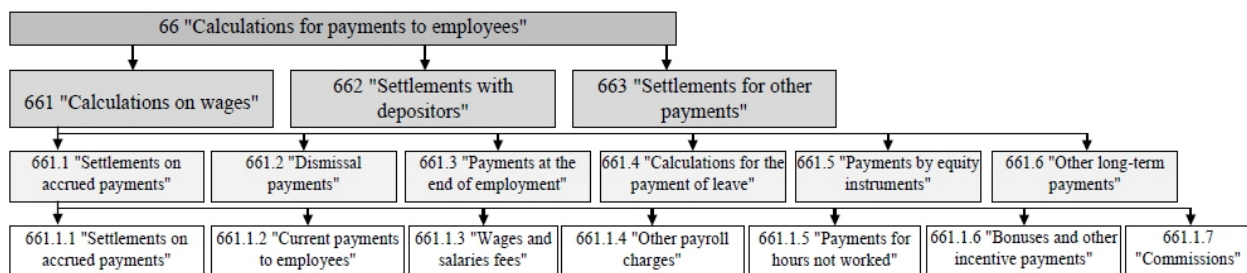 66 "Calculations for payments to employees"
661 "Calculations on wages"
662 "Settlements with
depositors"
663 "Settlements for other
payments"
661.1 "Settlements on
accrued payments"
661.2 "Dismissal
payments"
661.3 "Payments at the
end of employment"
661.4 "Calculations for the
payment of leave"
661.5 "Payments by equity
instruments"
661.6 "Other long-term
payments"
661.1.1 "Settlements on
accrued payments"
661.1.2 "Current payments
to employees"
661.1.3 "Wages and
salaries fees"
661.1.4 "Other payroll
charges"
661.1.5 "Payments for
hours not worked"
661.1.6 "Bonuses and other
incentive payments"
661.1.7
"Commissions"